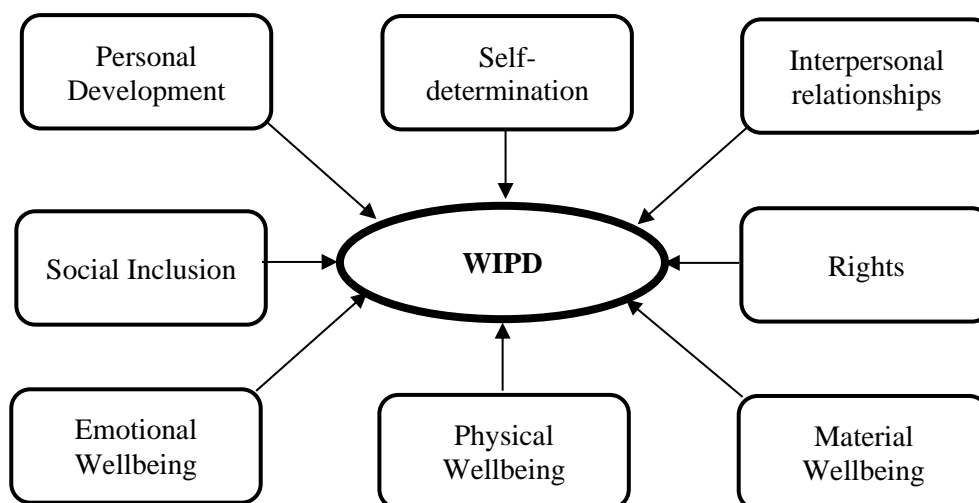 Personal
Development
Self-
determination
Interpersonal
relationships
Social Inclusion
WIPD
Rights
Emotional
Wellbeing
Physical
Wellbeing
Material
Wellbeing